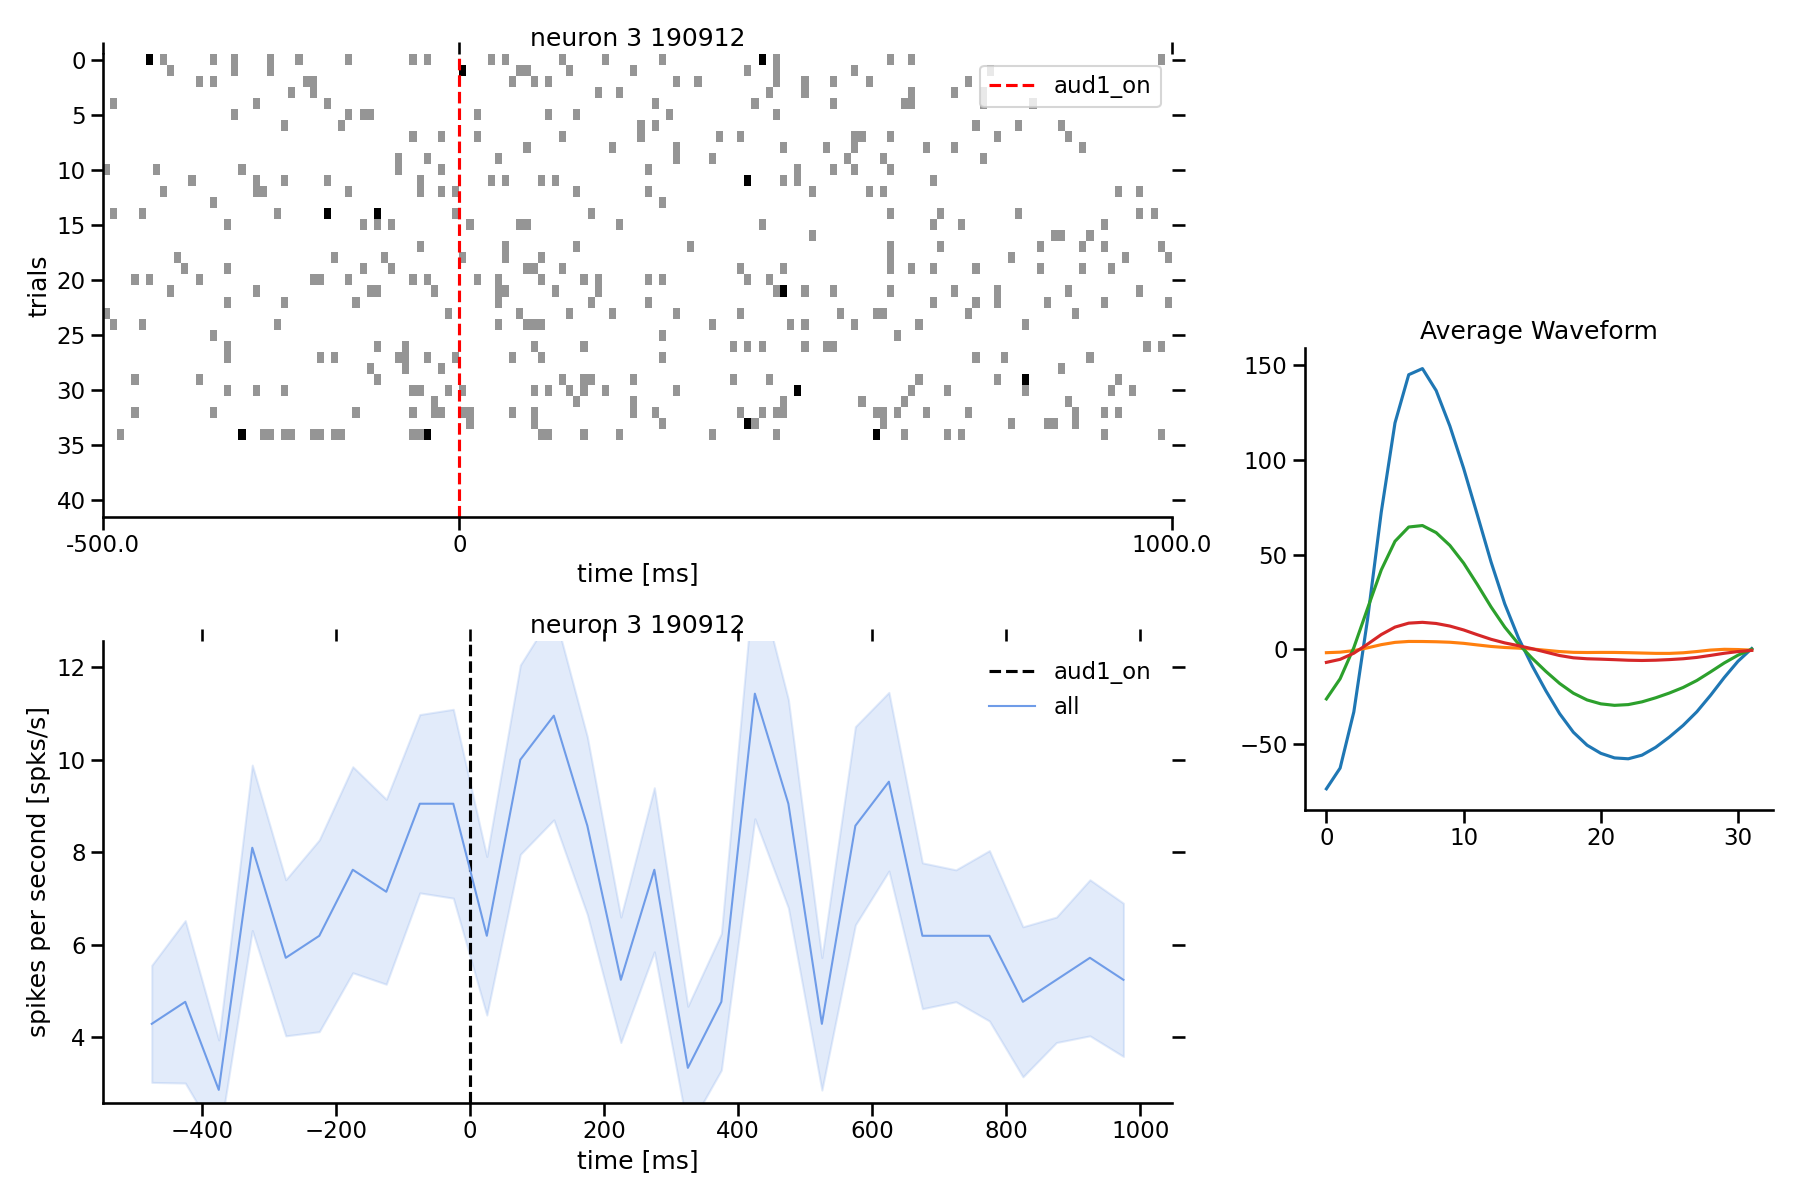 neuron 3 190912
0
5
10
15
20
25
30
35
40
trials
aud1_on
-500.0 0 1000.0
time [ms]
neuron 3 190912
12
10
8
6
4
spikes per second [spks/s]
aud1_on
all
−400 −200 0 200 400 600 800 1000
time [ms]
Average Waveform
150
100
50
0
−50
0 10 20 30